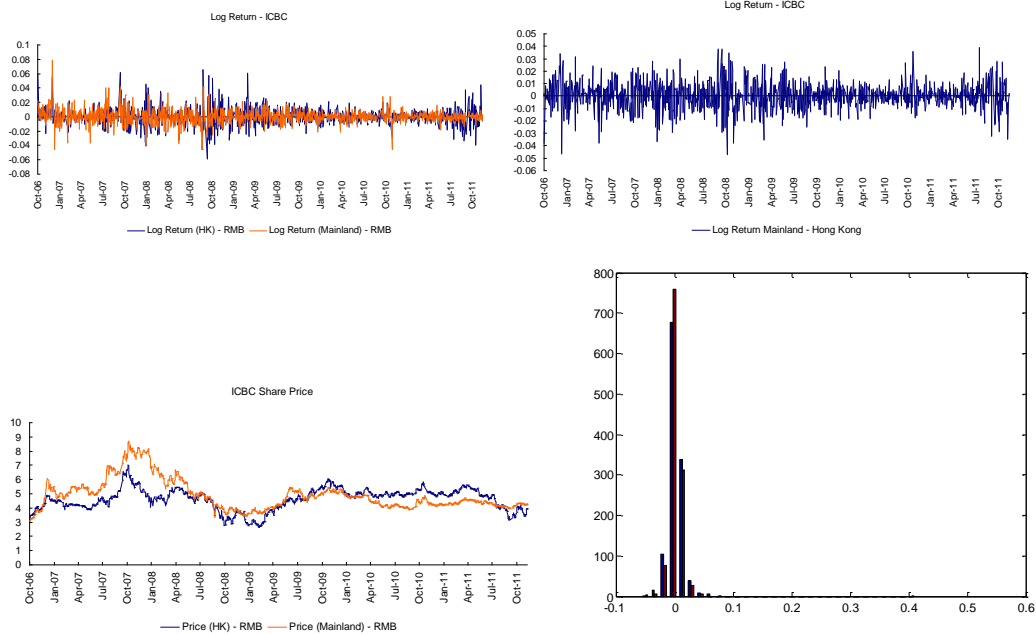 Log Return - ICBC
0.1
0.08
0.06
0.04
0.02
0
-0.02
-0.04
-0.06
-0.08
Oct-06
Jan-07
Apr-07
Jul-07
Oct-07
Jan-08
Apr-08
Jul-08
Oct-08
Jan-09
Apr-09
Jul-09
Oct-09
Jan-10
Apr-10
Jul-10
Oct-10
Jan-11
Apr-11
Jul-11
Oct-11
Log Return (HK) - RMB
Log Return (Mainland) - RMB
Log Return - ICBC
0.05
0.04
0.03
0.02
0.01
0.00
-0.01
-0.02
-0.03
-0.04
-0.05
-0.06
Oct-06
Jan-07
Apr-07
Jul-07
Oct-07
Jan-08
Apr-08
Jul-08
Oct-08
Jan-09
Apr-09
Jul-09
Oct-09
Jan-10
Apr-10
Jul-10
Oct-10
Jan-11
Apr-11
Jul-11
Oct-11
Log Return Mainland - Hong Kong
ICBC Share Price
10
9
8
7
6
5
4
3
2
1
0
Oct-06
Jan-07
Apr-07
Jul-07
Oct-07
Jan-08
Apr-08
Jul-08
Oct-08
Jan-09
Apr-09
Jul-09
Oct-09
Jan-10
Apr-10
Jul-10
Oct-10
Jan-11
Apr-11
Jul-11
Oct-11
Price (HK) - RMB
Price (Mainland) - RMB
800
700
600
500
400
300
200
100
0
-0.1
0
0.1
0.2
0.3
0.4
0.5
0.6